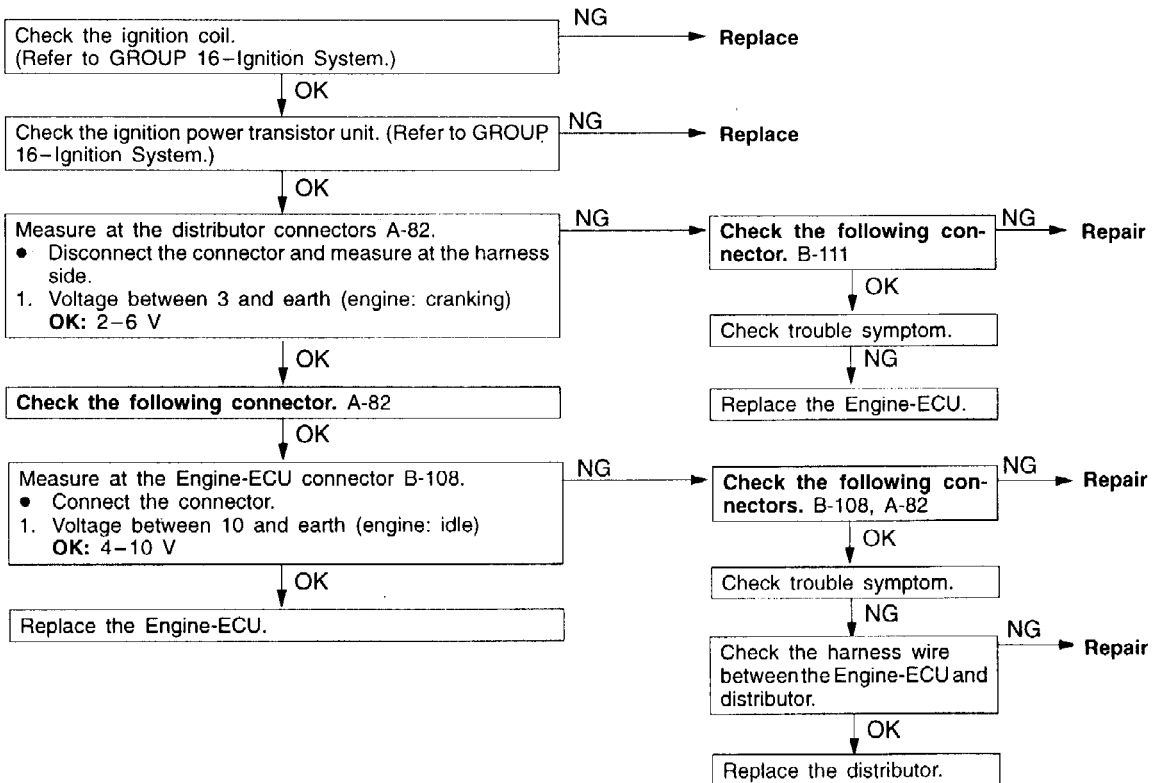 Check the ignition coil.
(Refer to GROUP 16–Ignition System.)
NG
Replace
OK
Check the ignition power transistor unit. (Refer to GROUP
16–Ignition System.)
NG
Replace
OK
Measure at the distributor connectors A-82.
● Disconnect the connector and measure at the harness
side.
1. Voltage between 3 and earth (engine: cranking)
OK: 2–6 V
NG
Check the following con-
nector. B-111
NG
Repair
OK
Check trouble symptom.
NG
Replace the Engine-ECU.
OK
Check the following connector. A-82
OK
Measure at the Engine-ECU connector B-108.
● Connect the connector.
1. Voltage between 10 and earth (engine: idle)
OK: 4–10 V
NG
Check the following con-
nectors. B-108, A-82
NG
Repair
OK
Check trouble symptom.
NG
Check the harness wire
between the Engine-ECU and
distributor.
NG
Repair
OK
Replace the distributor.
OK
Replace the Engine-ECU.